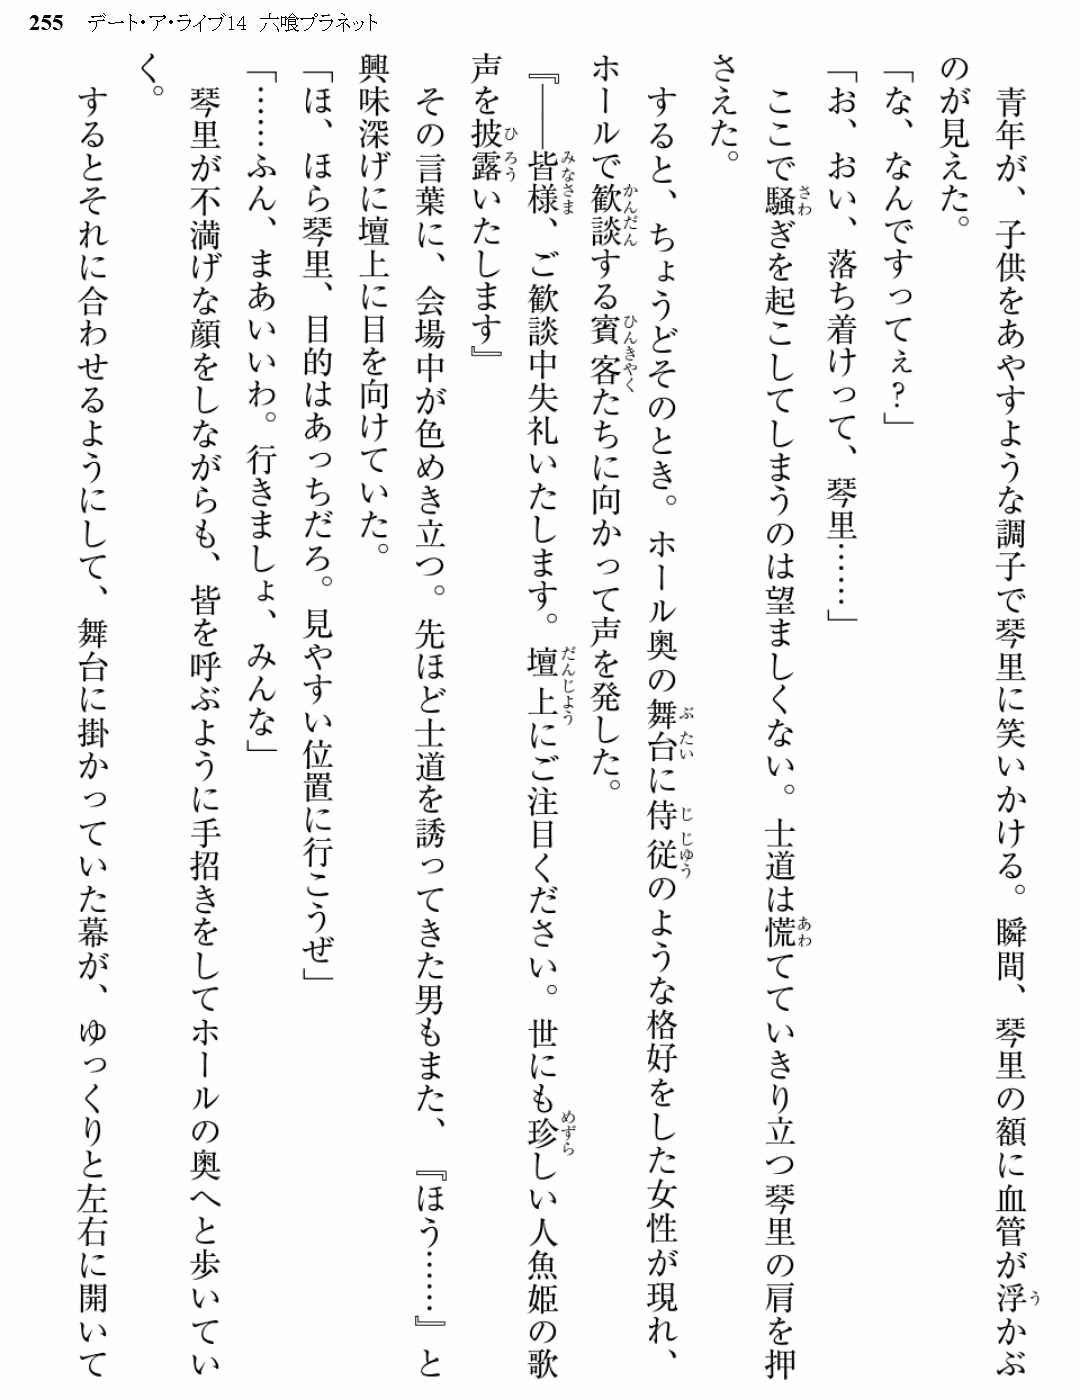 255 デート・ア・ライブ14 六喰プラネット
青年が、子供をあやすような調子で琴里に笑いかける。瞬間、琴里の額に血管が浮かぶ
のが見えた。
「な、なんですってぇ?」
「お、おい、落ち着けって、琴里……」
ここで騒ぎを起こしてしまうのは望ましくない。士道は慌てていきり立つ琴里の肩を押
さえた。
すると、ちょうどそのとき。ホール奥の舞台に侍従のような格好をした女性が現れ、
ホールで歓談する賓客たちに向かって声を発した。
『――皆様、ご歓談中失礼いたします。壇上にご注目ください。世にも珍しい人魚姫の歌
声を披露いたします』
その言葉に、会場中が色めき立つ。先ほど士道を誘ってきた男もまた、『ほう……』と
興味深げに壇上に目を向けていた。
「ほ、ほら琴里、目的はあっちだろ。見やすい位置に行こうぜ」
「……ふん、まあいいわ。行きましょ、みんな」
琴里が不満げな顔をしながらも、皆を呼ぶように手招きをしてホールの奥へと歩いてい
く。
するとそれに合わせるようにして、舞台に掛かっていた幕が、ゆっくりと左右に開いて